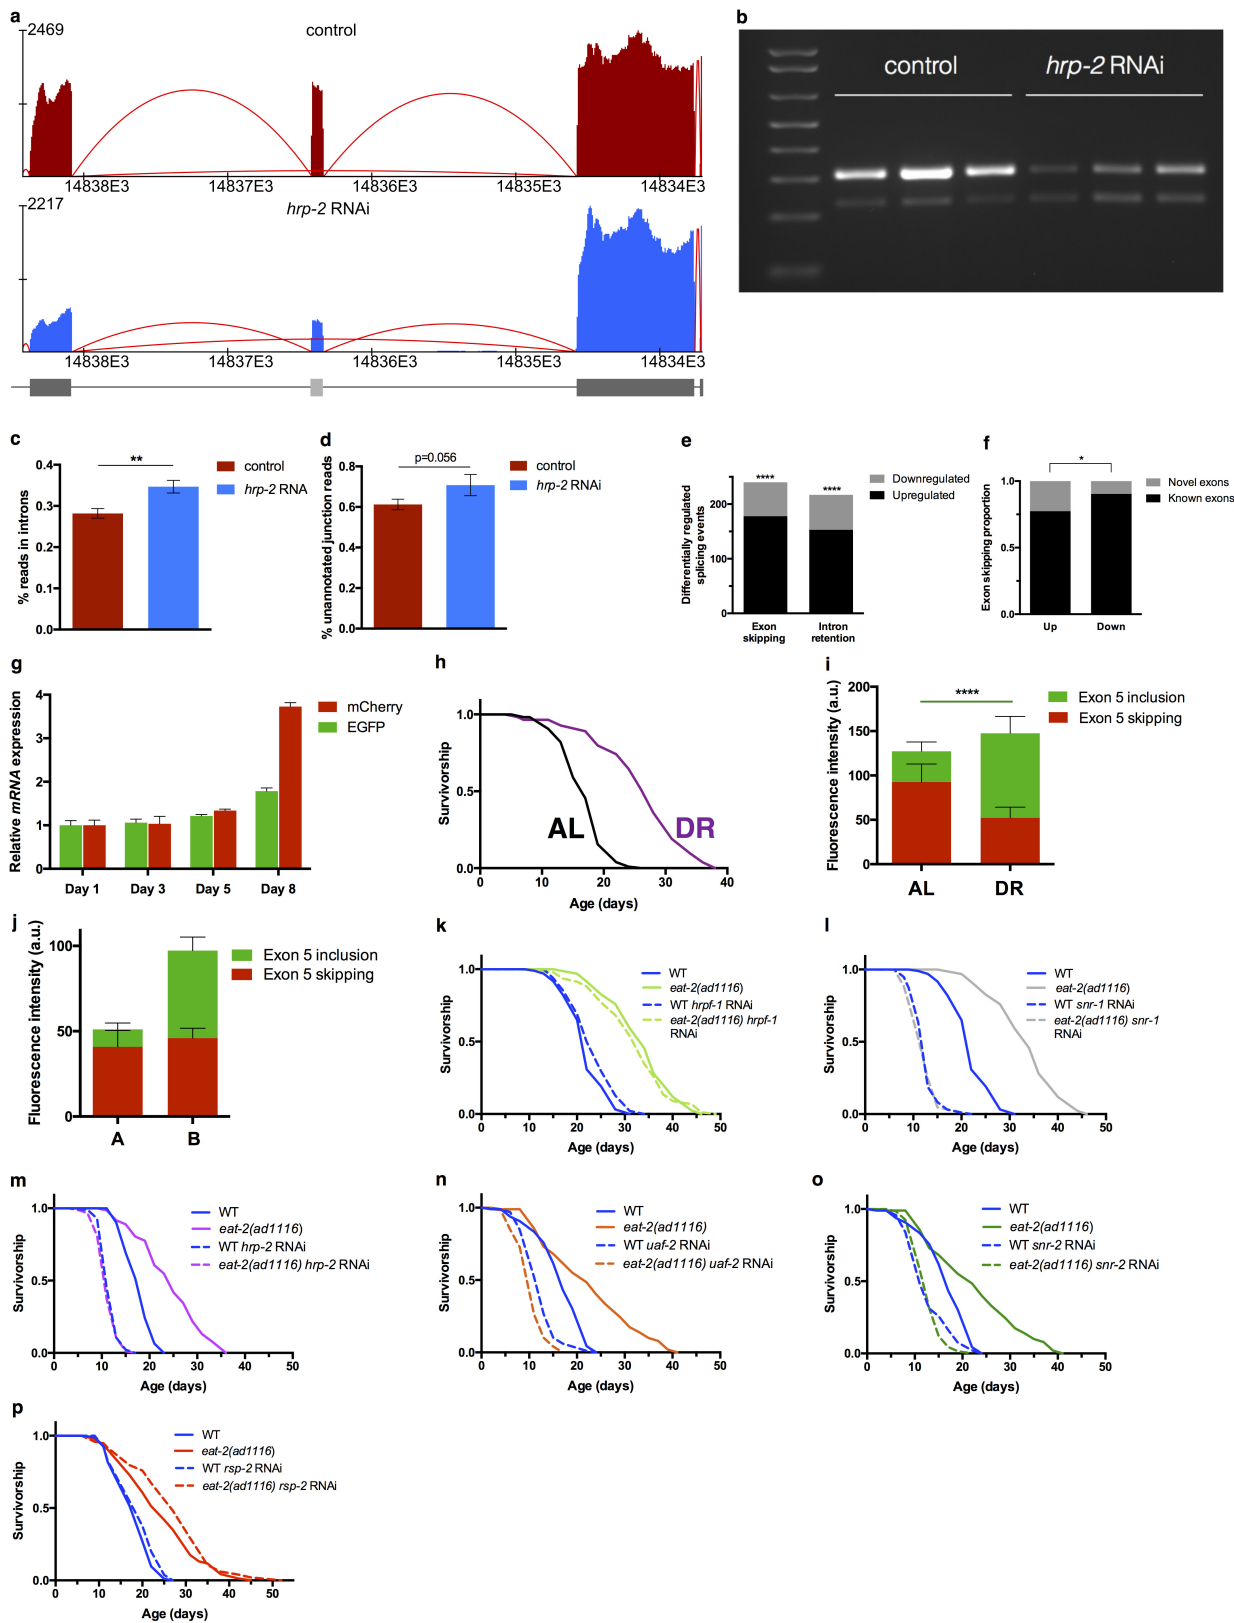 a
2469
control
14838E3 14837E3 14836E3 14835E3 14834E3
2217
hrp-2 RNAi
14838E3 14837E3 14836E3 14835E3 14834E3
b
control hrp-2 RNAi
c
% reads in introns
0.4
0.3
0.2
0.1
0.0
**
control
hrp-2 RNA
d
% unannotated junction reads
0.8
0.6
0.4
0.2
0.0
p=0.056
control
hrp-2 RNAi
e
Differentially regulated
splicing events
200
100
0
**** ****
Downregulated
Upregulated
Exon
skipping
Intron
retention
f
Exon skipping proportion
1.0
0.5
0.0
*
Novel exons
Known exons
Up Down
g
Relative mRNA expression
4
3
2
1
0
mCherry
EGFP
Day 1 Day 3 Day 5 Day 8
h
Survivorship
1.0
0.5
0.0
AL DR
0 10 20 30 40
Age (days)
i
Fluorescence intensity (a.u.)
200
150
100
50
0
****
Exon 5 inclusion
Exon 5 skipping
AL DR
j
Fluorescence intensity (a.u.)
100
50
0
Exon 5 inclusion
Exon 5 skipping
A B
k
Survivorship
1.0
0.5
0.0
WT
eat-2(ad1116)
WT hrpf-1 RNAi
eat-2(ad1116) hrpf-1
RNAi
0 10 20 30 40 50
Age (days)
l
Survivorship
1.0
0.5
0.0
WT
eat-2(ad1116)
WT snr-1 RNAi
eat-2(ad1116) snr-1
RNAi
0 10 20 30 40 50
Age (days)
m
Survivorship
1.0
0.5
0.0
WT
eat-2(ad1116)
WT hrp-2 RNAi
eat-2(ad1116) hrp-2 RNAi
0 10 20 30 40 50
Age (days)
n
Survivorship
1.0
0.5
0.0
WT
eat-2(ad1116)
WT uaf-2 RNAi
eat-2(ad1116) uaf-2 RNAi
0 10 20 30 40 50
Age (days)
o
Survivorship
1.0
0.5
0.0
WT
eat-2(ad1116)
WT snr-2 RNAi
eat-2(ad1116) snr-2 RNAi
0 10 20 30 40 50
Age (days)
p
Survivorship
1.0
0.5
0.0
WT
eat-2(ad1116)
WT rsp-2 RNAi
eat-2(ad1116) rsp-2 RNAi
0 10 20 30 40 50
Age (days)